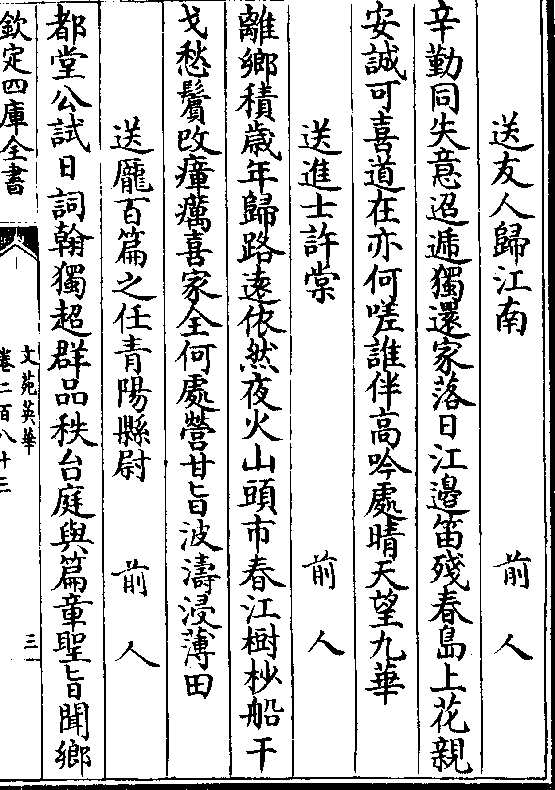 送友人歸江南 前人
辛勤同失意迢遞獨還家落日江邊笛殘春島上花親
安誠可喜道在亦何嗟誰伴高吟處晴天望九華
送進士許棠 前人
離鄉積歲年歸路逺依然夜火山頭市春江樹杪船干
戈愁鬢改瘴癘喜家全何處營甘旨波濤浸薄田
送龎百篇之任青陽縣尉 前人
都堂公試日詞翰獨超群品秩台庭與篇章聖旨聞鄉
欽定四庫全書
文苑英華
卷二百八十三
三